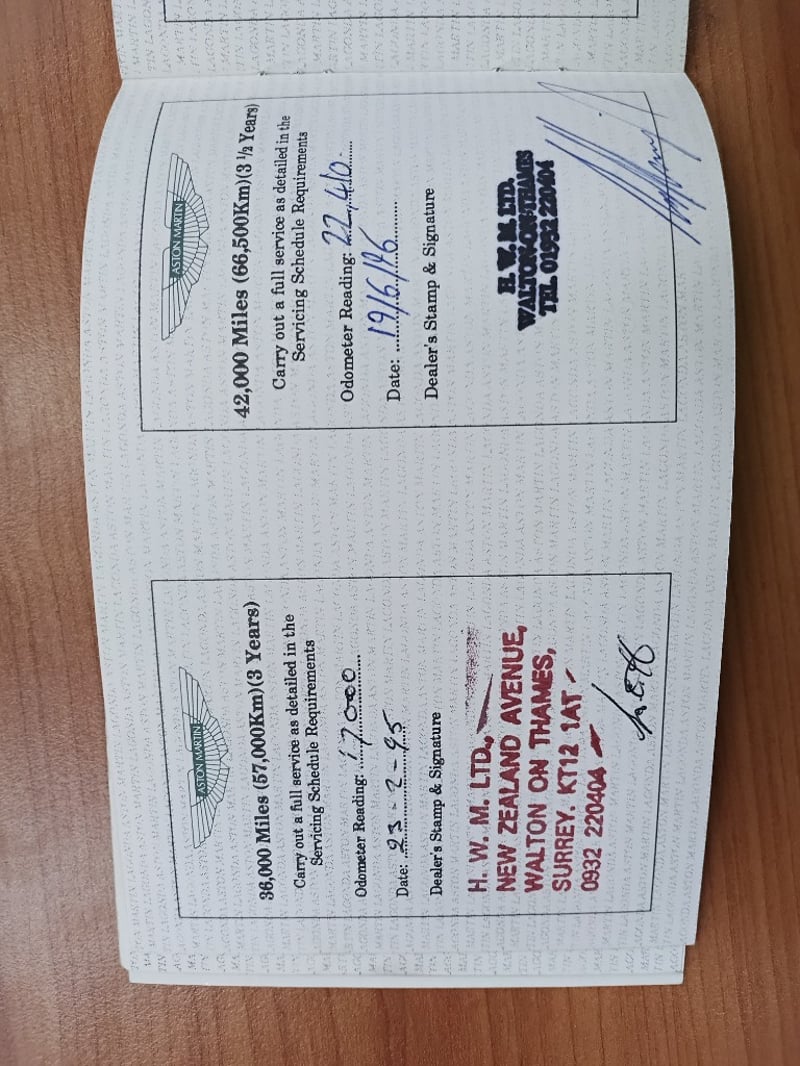 ASTON MARTIN
36,000 Miles (57,000Km)(3 Years)
Carry out a full service as detailed in the
Servicing Schedule Requirements
Odometer Reading: 17000
Date: 23-2-95
Dealer's Stamp & Signature
H. W. M. LTD.,
NEW ZEALAND AVENUE,
WALTON ON THAMES,
SURREY. KT12 1AT
0932 220404
ASTON MARTIN
42,000 Miles (66,500Km)(3 1/2 Years)
Carry out a full service as detailed in the
Servicing Schedule Requirements
Odometer Reading: 22,410
Date: 19/6/96
Dealer's Stamp & Signature
H. W. M. LTD.
WALTON-ON-THAMES
TEL 01932 220404